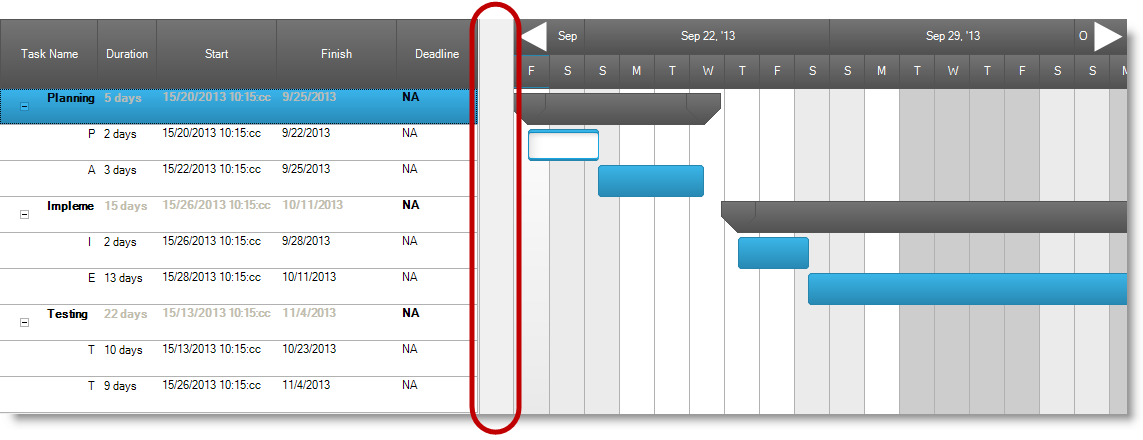 Task Name Duration Start Finish Deadline
Sep Sep 22, '13 Sep 29, '13 O
F S S M T W T F S S M T W T F S S M
Planning 5 days 15/20/2013 10:15:cc 9/25/2013 NA
P 2 days 15/20/2013 10:15:cc 9/22/2013 NA
A 3 days 15/22/2013 10:15:cc 9/25/2013 NA
Impleme 15 days 15/26/2013 10:15:cc 10/11/2013 NA
I 2 days 15/26/2013 10:15:cc 9/28/2013 NA
E 13 days 15/28/2013 10:15:cc 10/11/2013 NA
Testing 22 days 15/13/2013 10:15:cc 11/4/2013 NA
T 10 days 15/13/2013 10:15:cc 10/23/2013 NA
T 9 days 15/26/2013 10:15:cc 11/4/2013 NA